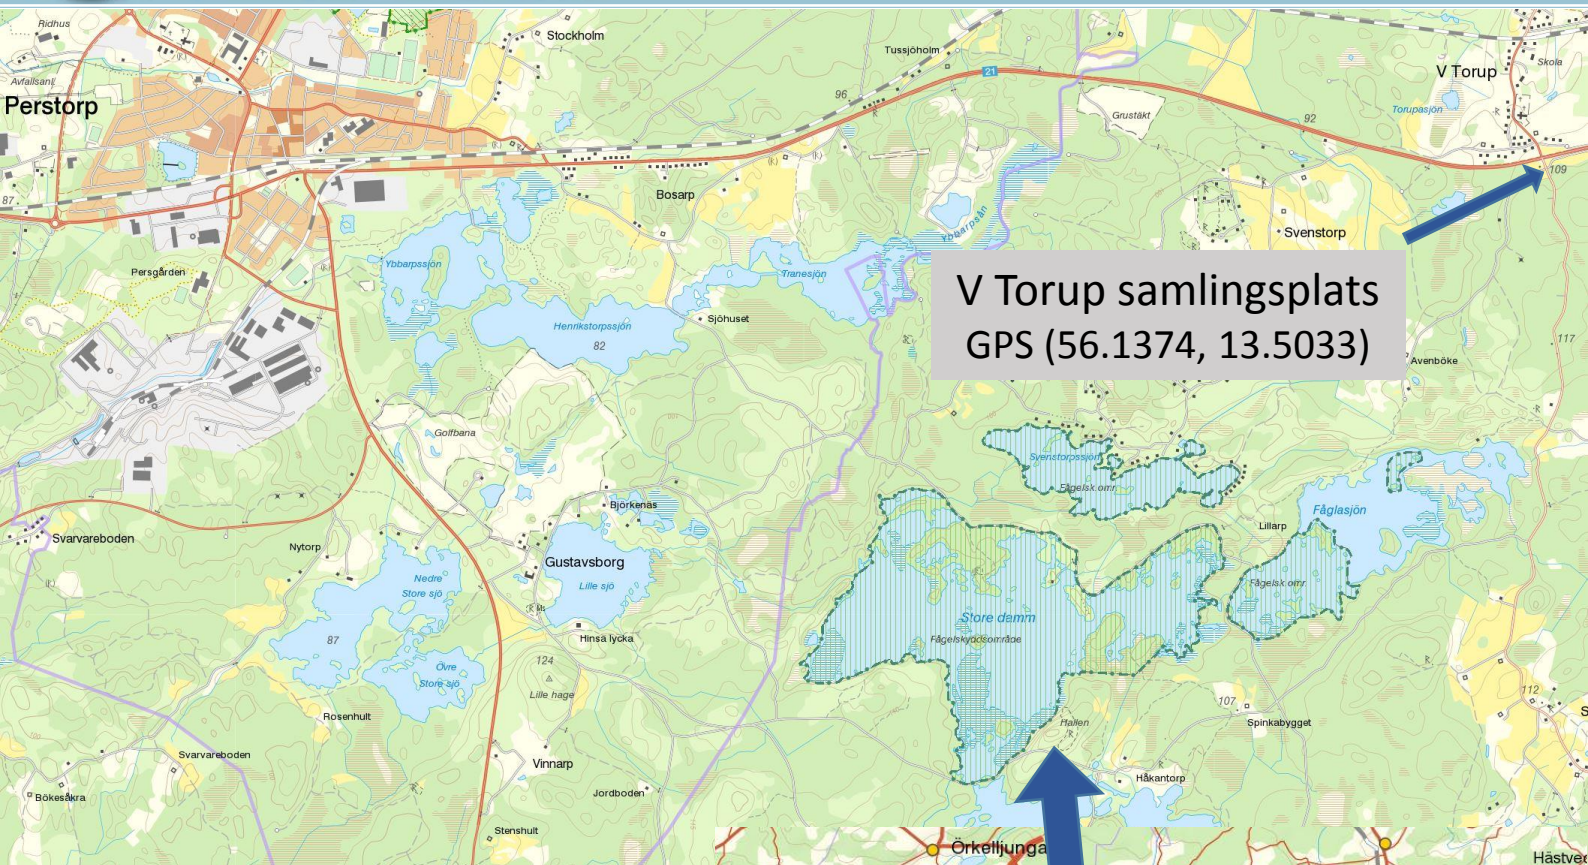 Ridhus
Stockholm
Tussjöholm
21
V Torup
Skola
Avfallsanl.
Perstorp
96
Grustäkt
92
Torupasjön
109
87
Bosarp
Ybbarpsån
Svenstorp
Persgården
Ybbarpssjön
Tranesjön
V Torup samlingsplats
GPS (56.1374, 13.5033)
Henrikstorpssjön
82
Sjöhuset
117
Avenböke
Golfbana
Svenstorpssjön
Fågelsk omr
Björkenäs
Fåglasjön
Lillarp
Svarvareboden
Nytorp
Gustavsborg
Nedre
Store sjö
Lille sjö
Fågelsk omr
Store damm
Fågelskyddsområde
87
Hinsa lycka
Övre
Store sjö
124
Lille hage
112
107
Rosenhult
Hallen
Spinkabygget
S
Svarvareboden
Vinnarp
Håkantorp
Jordboden
Bökesåkra
Stenshult
Örkelljunga
Hästve